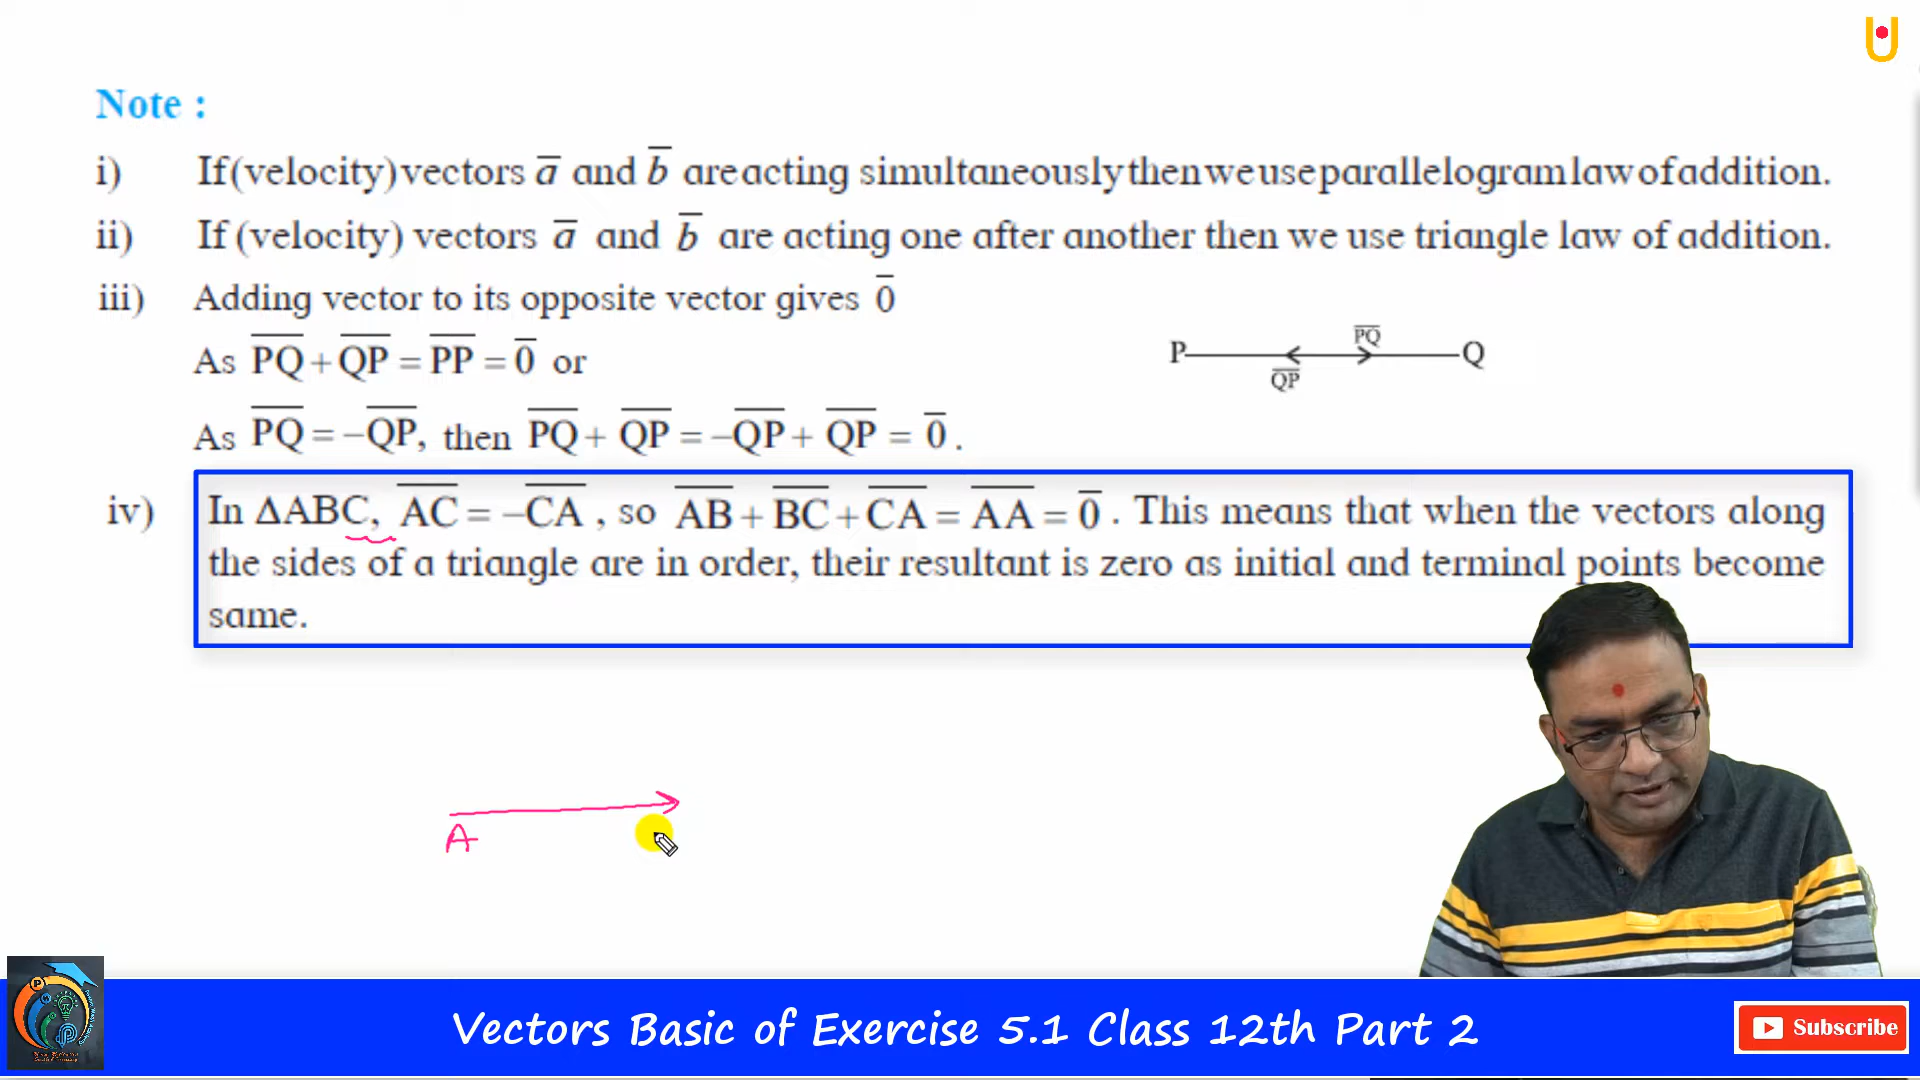 Note :
i) If (velocity) vectors a̅ and b̅ are acting simultaneously then we use parallelogram law of addition.
ii) If (velocity) vectors a̅ and b̅ are acting one after another then we use triangle law of addition.
iii) Adding vector to its opposite vector gives 0̅
As P̅Q̅ + Q̅P̅ = P̅P̅ = 0̅ or
P P̅Q̅ Q̅P̅ Q
As P̅Q̅ = −Q̅P̅, then P̅Q̅ + Q̅P̅ = −Q̅P̅ + Q̅P̅ = 0̅ .
iv) In ΔABC, A̅C̅ = −C̅A̅ , so A̅B̅ + B̅C̅ + C̅A̅ = A̅A̅ = 0̅ . This means that when the vectors along
the sides of a triangle are in order, their resultant is zero as initial and terminal points become
same.
A
Vectors Basic of Exercise 5.1 Class 12th Part 2
Subscribe